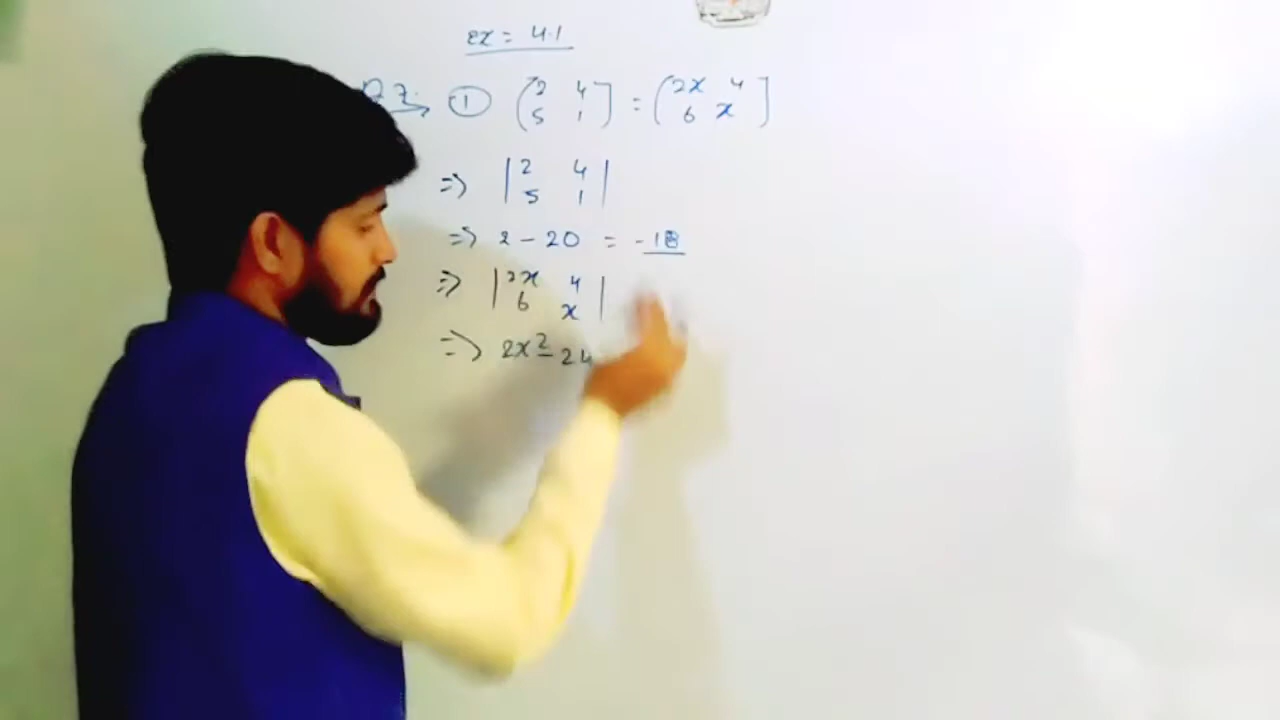 ex = 4.1
Q 7. → ① [2 4 5 1] = [2x 4 6 x]
=> |2 4 5 1|
=> 2 - 20 = -18
=> |2x 4 6 x|
=> 2x² - 24